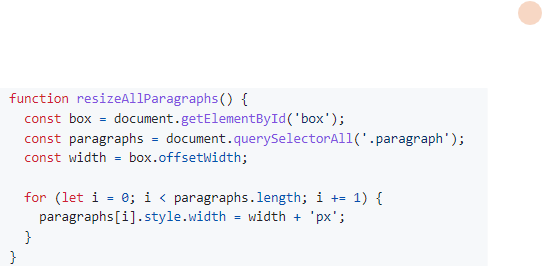 function resizeAllParagraphs() {
  const box = document.getElementById('box');
  const paragraphs = document.querySelectorAll('.paragraph');
  const width = box.offsetWidth;

  for (let i = 0; i < paragraphs.length; i += 1) {
    paragraphs[i].style.width = width + 'px';
  }
}